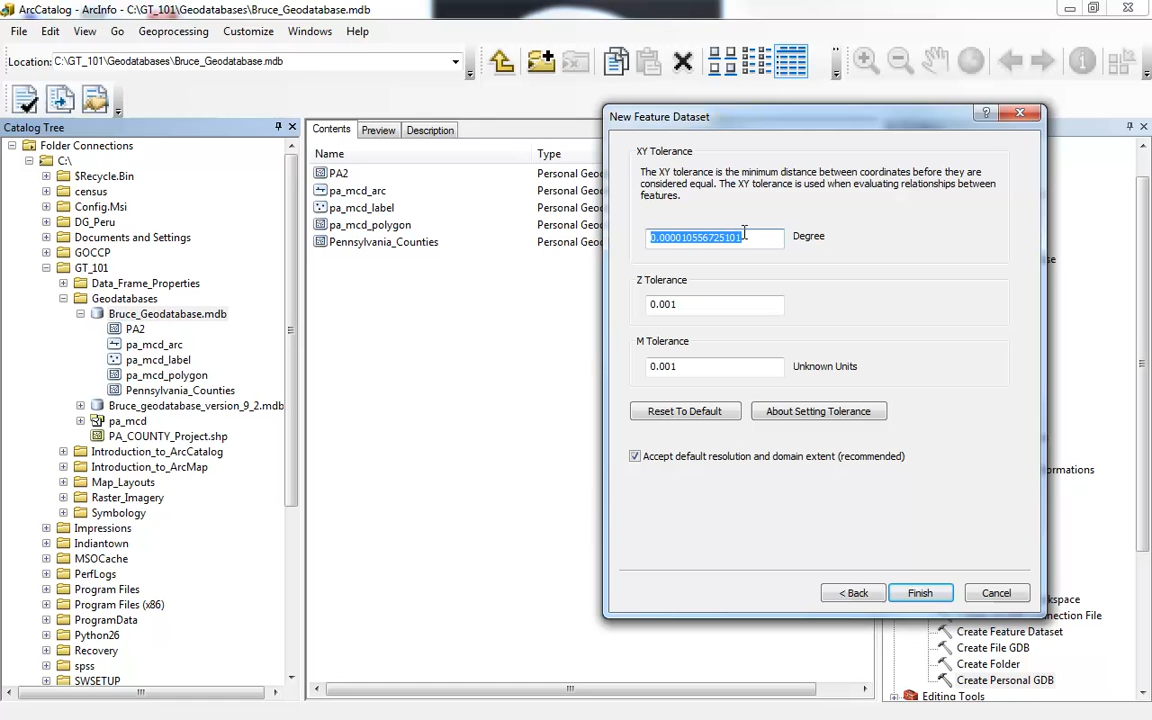 ArcCatalog - ArcInfo - C:\GT_101\Geodatabases\Bruce_Geodatabase.mdb
File Edit View Go Geoprocessing Customize Windows Help
Location: C:\GT_101\Geodatabases\Bruce_Geodatabase.mdb
Catalog Tree
Folder Connections
C:\
$Recycle.Bin
census
Config.Msi
DG_Peru
Documents and Settings
GOCCP
GT_101
Data_Frame_Properties
Geodatabases
Bruce_Geodatabase.mdb
PA2
pa_mcd_arc
pa_mcd_label
pa_mcd_polygon
Pennsylvania_Counties
Bruce_geodatabase_version_9_2.mdb
pa_mcd
PA_COUNTY_Project.shp
Introduction_to_ArcCatalog
Introduction_to_ArcMap
Map_Layouts
Raster_Imagery
Symbology
Impressions
Indiantown
MSOCache
PerfLogs
Program Files
Program Files (x86)
ProgramData
Python26
Recovery
spss
SWSETUP
Contents Preview Description
Name Type
PA2 Personal Geo
pa_mcd_arc Personal Geo
pa_mcd_label Personal Geo
pa_mcd_polygon Personal Geo
Pennsylvania_Counties Personal Geo
New Feature Dataset
XY Tolerance
The XY tolerance is the minimum distance between coordinates before they are
considered equal. The XY tolerance is used when evaluating relationships between
features.
0.000010556725101 Degree
Z Tolerance
0.001
M Tolerance
0.001 Unknown Units
Reset To Default About Setting Tolerance
Accept default resolution and domain extent (recommended)
< Back Finish Cancel
se
ormations
kspace
onnection File
Create Feature Dataset
Create File GDB
Create Folder
Create Personal GDB
Editing Tools